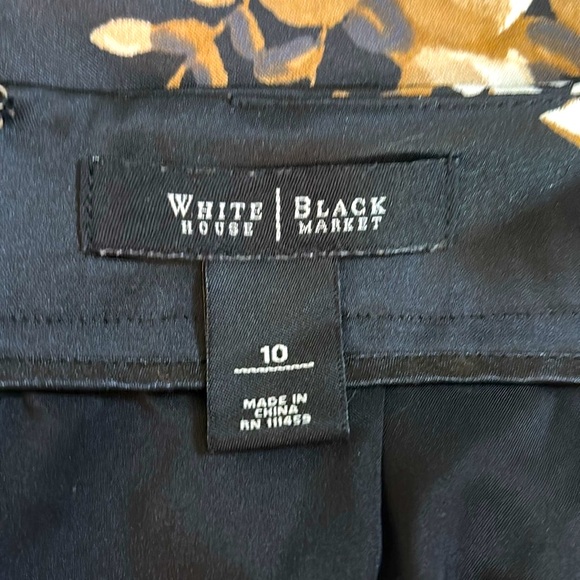 WHITE | BLACK
HOUSE | MARKET
10
MADE IN
CHINA
RN 111459